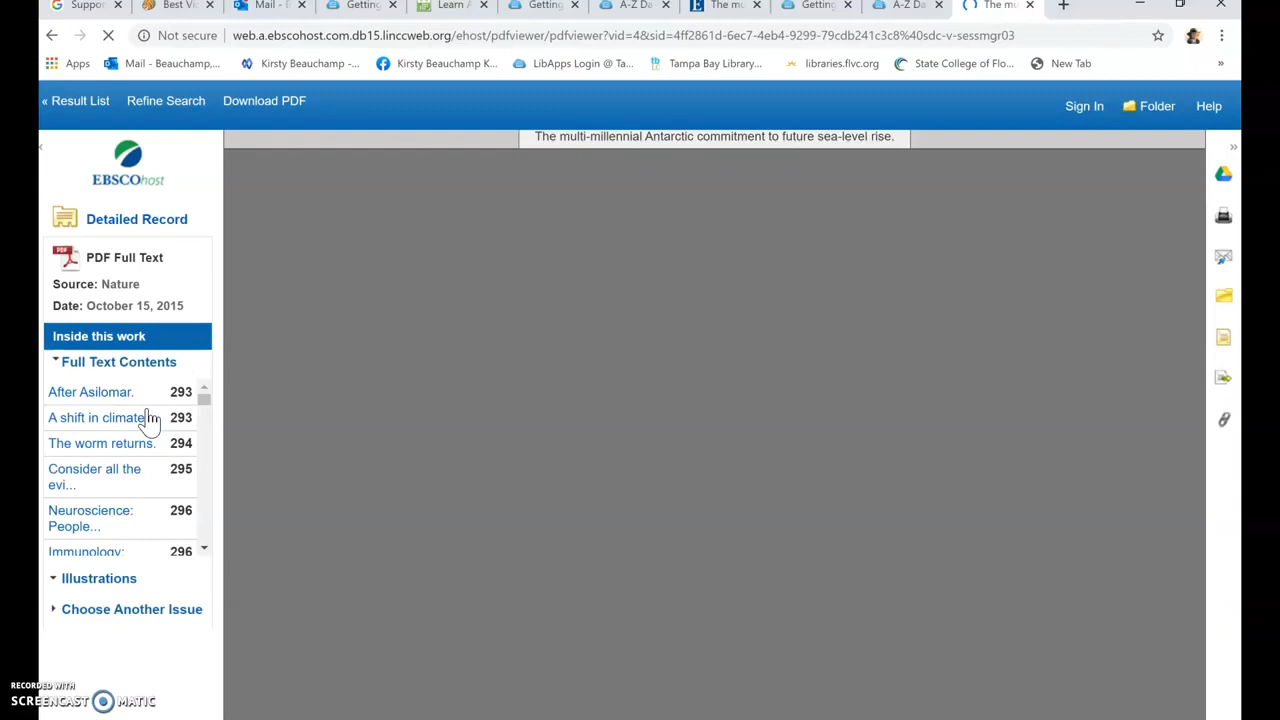 Suppo
Best Vi
Mail - E
Getting
Learn A
Getting
A-Z Da
The mu
Getting
A-Z Da
The mu
Not secure
web.a.ebscohost.com.db15.linccweb.org/ehost/pdfviewer/pdfviewer?vid=4&sid=4ff2861d-6ec7-4eb4-9299-79cdb241c3c8%40sdc-v-sessmgr03
Apps
Mail - Beauchamp,...
Kirsty Beauchamp -...
Kirsty Beauchamp K...
LibApps Login @ Ta...
Tampa Bay Library...
libraries.flvc.org
State College of Flo...
New Tab
»
« Result List Refine Search Download PDF
Sign In Folder Help
The multi-millennial Antarctic commitment to future sea-level rise.
EBSCOhost
Detailed Record
PDF Full Text
Source: Nature
Date: October 15, 2015
Inside this work
Full Text Contents
After Asilomar. 293
A shift in climate 293
The worm returns. 294
Consider all the 295
evi...
Neuroscience: 296
People...
Immunology: 296
Illustrations
Choose Another Issue
RECORDED WITH
SCREENCAST MATIC